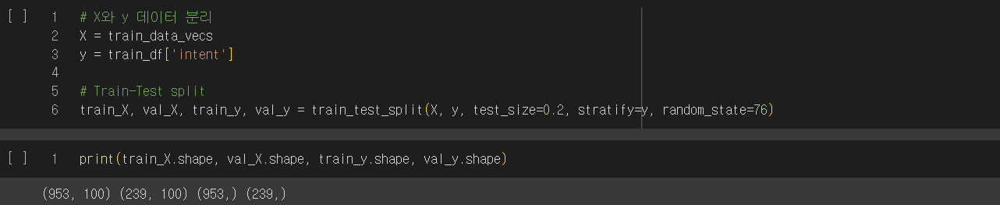 [ ] 1 # X와 y 데이터 분리
2 X = train_data_vecs
3 y = train_df['intent']
4
5 # Train-Test split
6 train_X, val_X, train_y, val_y = train_test_split(X, y, test_size=0.2, stratify=y, random_state=76)
[ ] 1 print(train_X.shape, val_X.shape, train_y.shape, val_y.shape)
(953, 100) (239, 100) (953,) (239,)